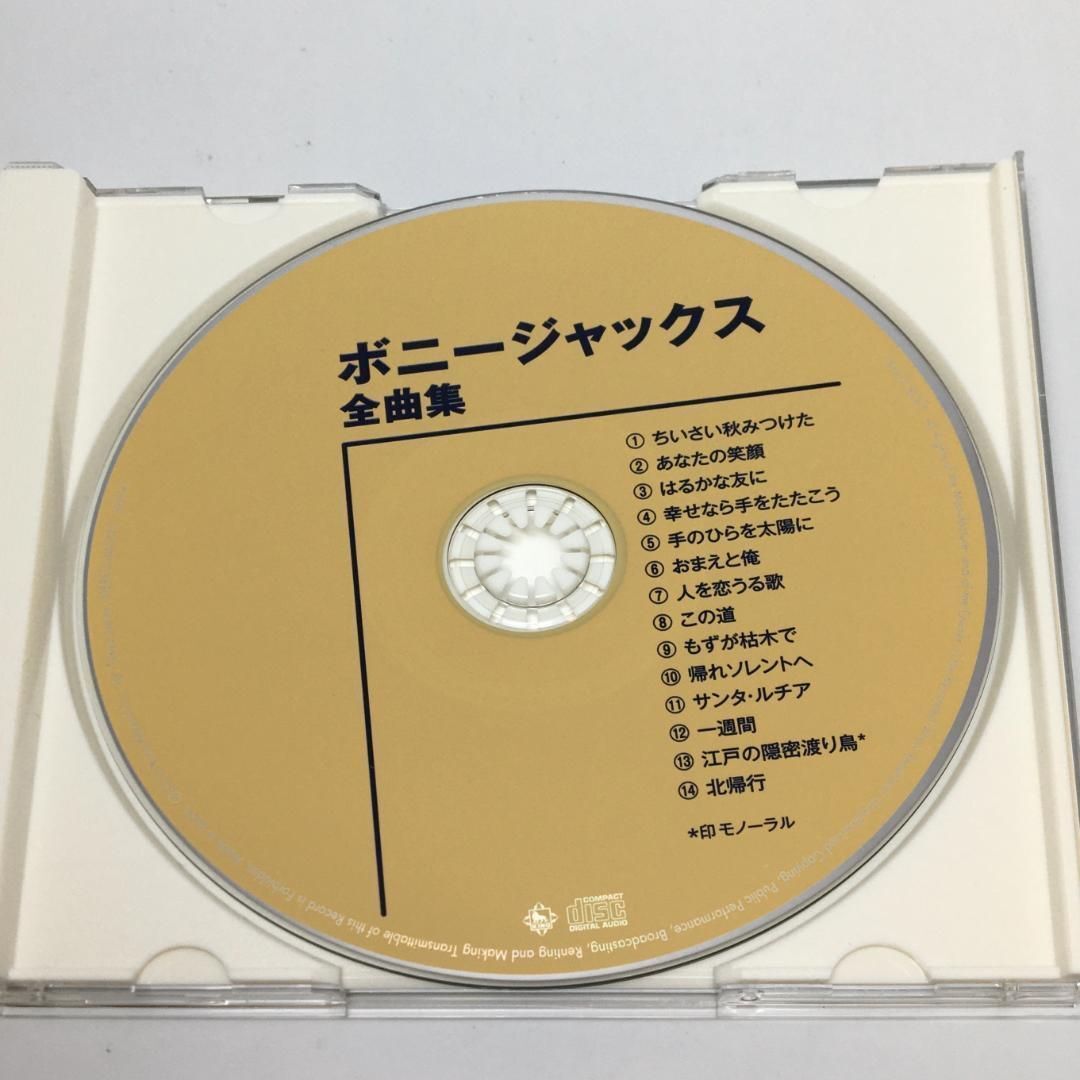 ボニージャックス
全曲集
① ちいさい秋みつけた
② あなたの笑顔
③ はるかな友に
④ 幸せなら手をたたこう
⑤ 手のひらを太陽に
⑥ おまえと俺
⑦ 人を恋うる歌
⑧ この道
⑨ もずが枯木で
⑩ 帰れソレントへ
⑪ サンタ・ルチア
⑫ 一週間
⑬ 江戸の隠密渡り鳥*
⑭ 北帰行
*印 モノーラル
KING
COMPACT
disc
DIGITAL AUDIO
Copying, Public Performance, Broadcasting, Renting and Making Transmittable of this Record is Forbidden.